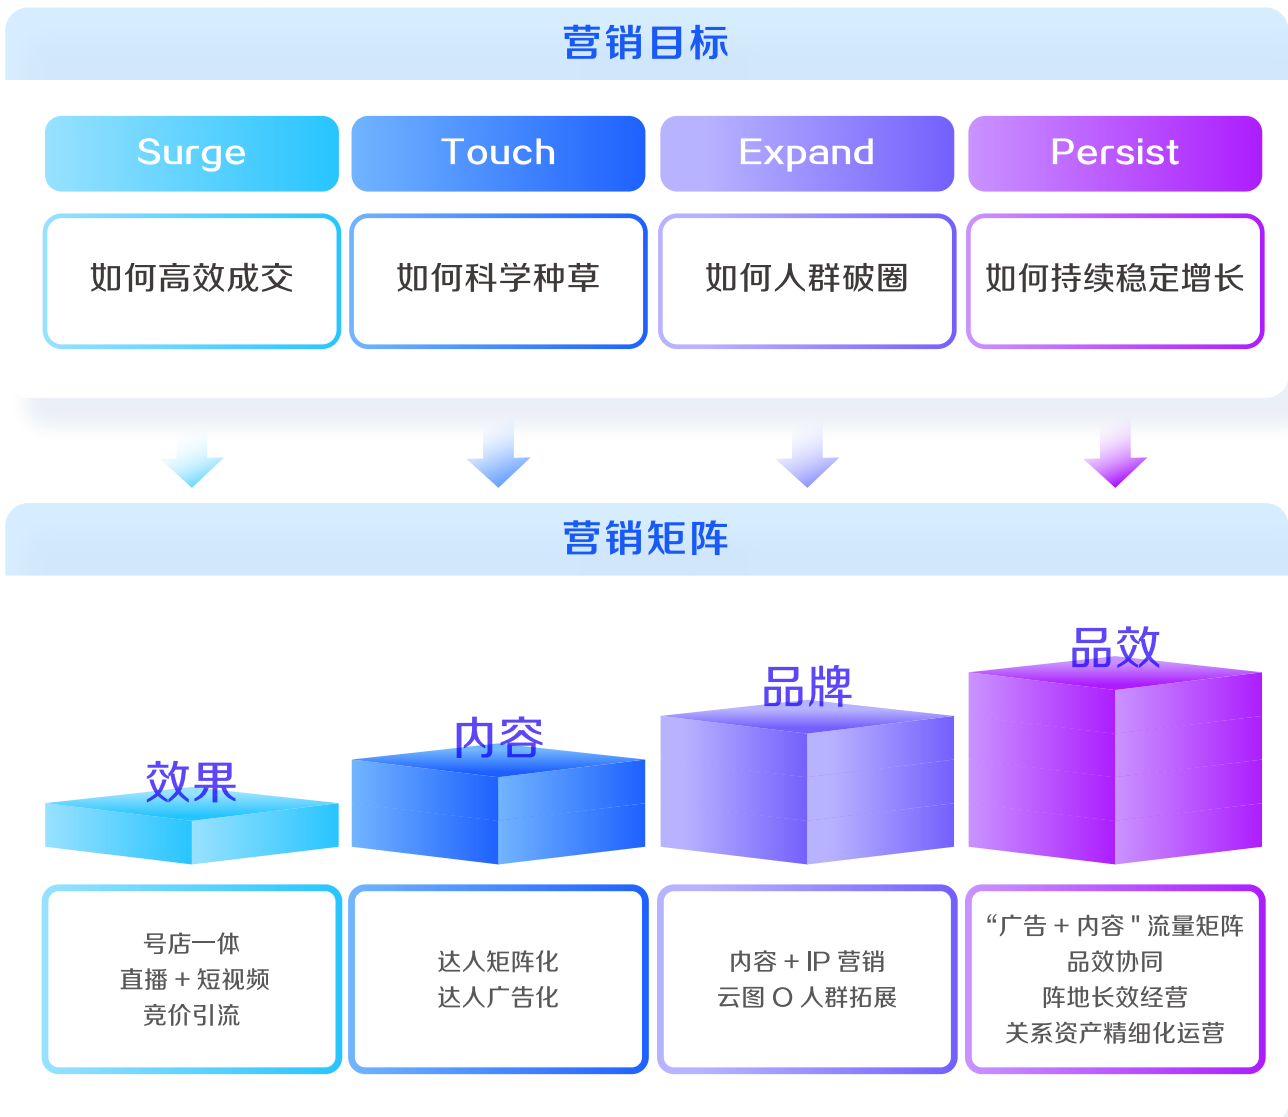 营销目标
Surge
Touch
Expand
Persist
如何高效成交
如何科学种草
如何人群破圈
如何持续稳定增长
营销矩阵
效果
内容
品牌
品效
号店一体
直播 + 短视频
竞价引流
达人矩阵化
达人广告化
内容 + IP 营销
云图 O 人群拓展
“广告 + 内容 " 流量矩阵
品效协同
阵地长效经营
关系资产精细化运营